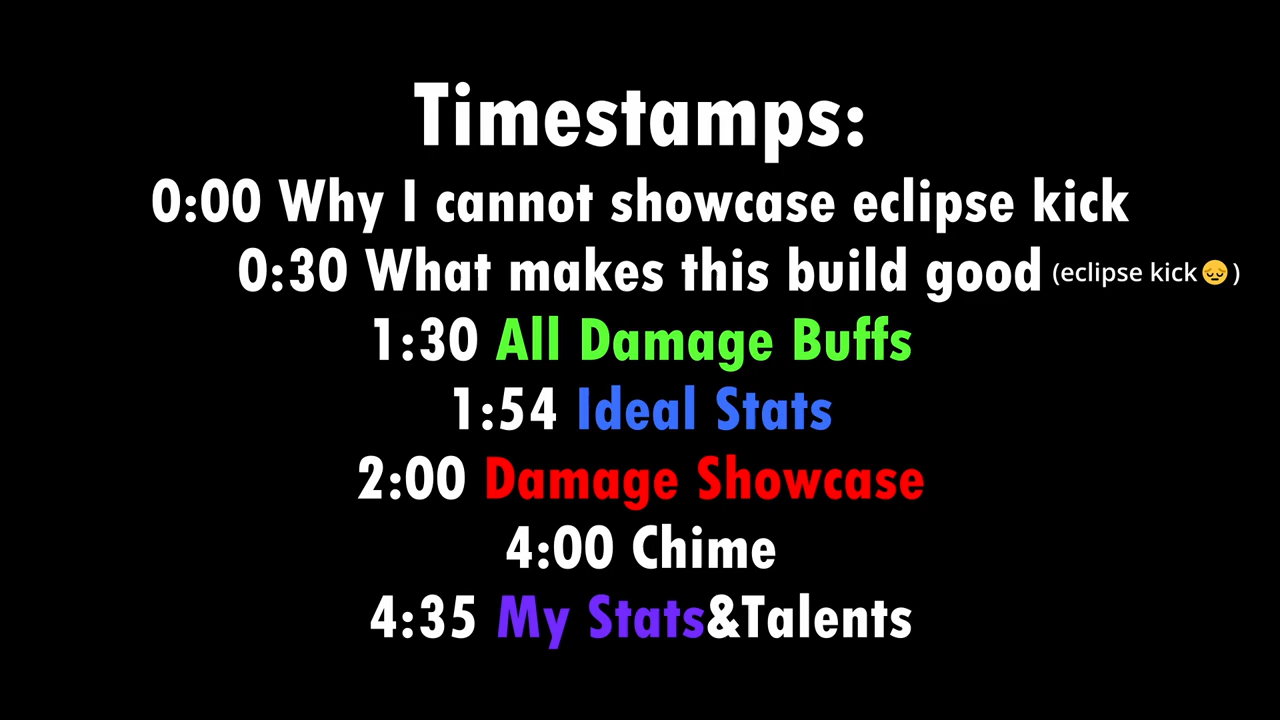 Timestamps:
0:00 Why I cannot showcase eclipse kick
0:30 What makes this build good (eclipse kick😔)
1:30 All Damage Buffs
1:54 Ideal Stats
2:00 Damage Showcase
4:00 Chime
4:35 My Stats&Talents